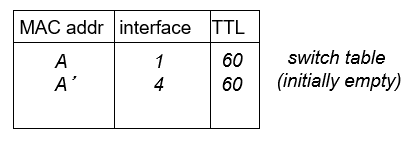 MAC addr interface TTL
A 1 60
A’ 4 60
switch table
(initially empty)